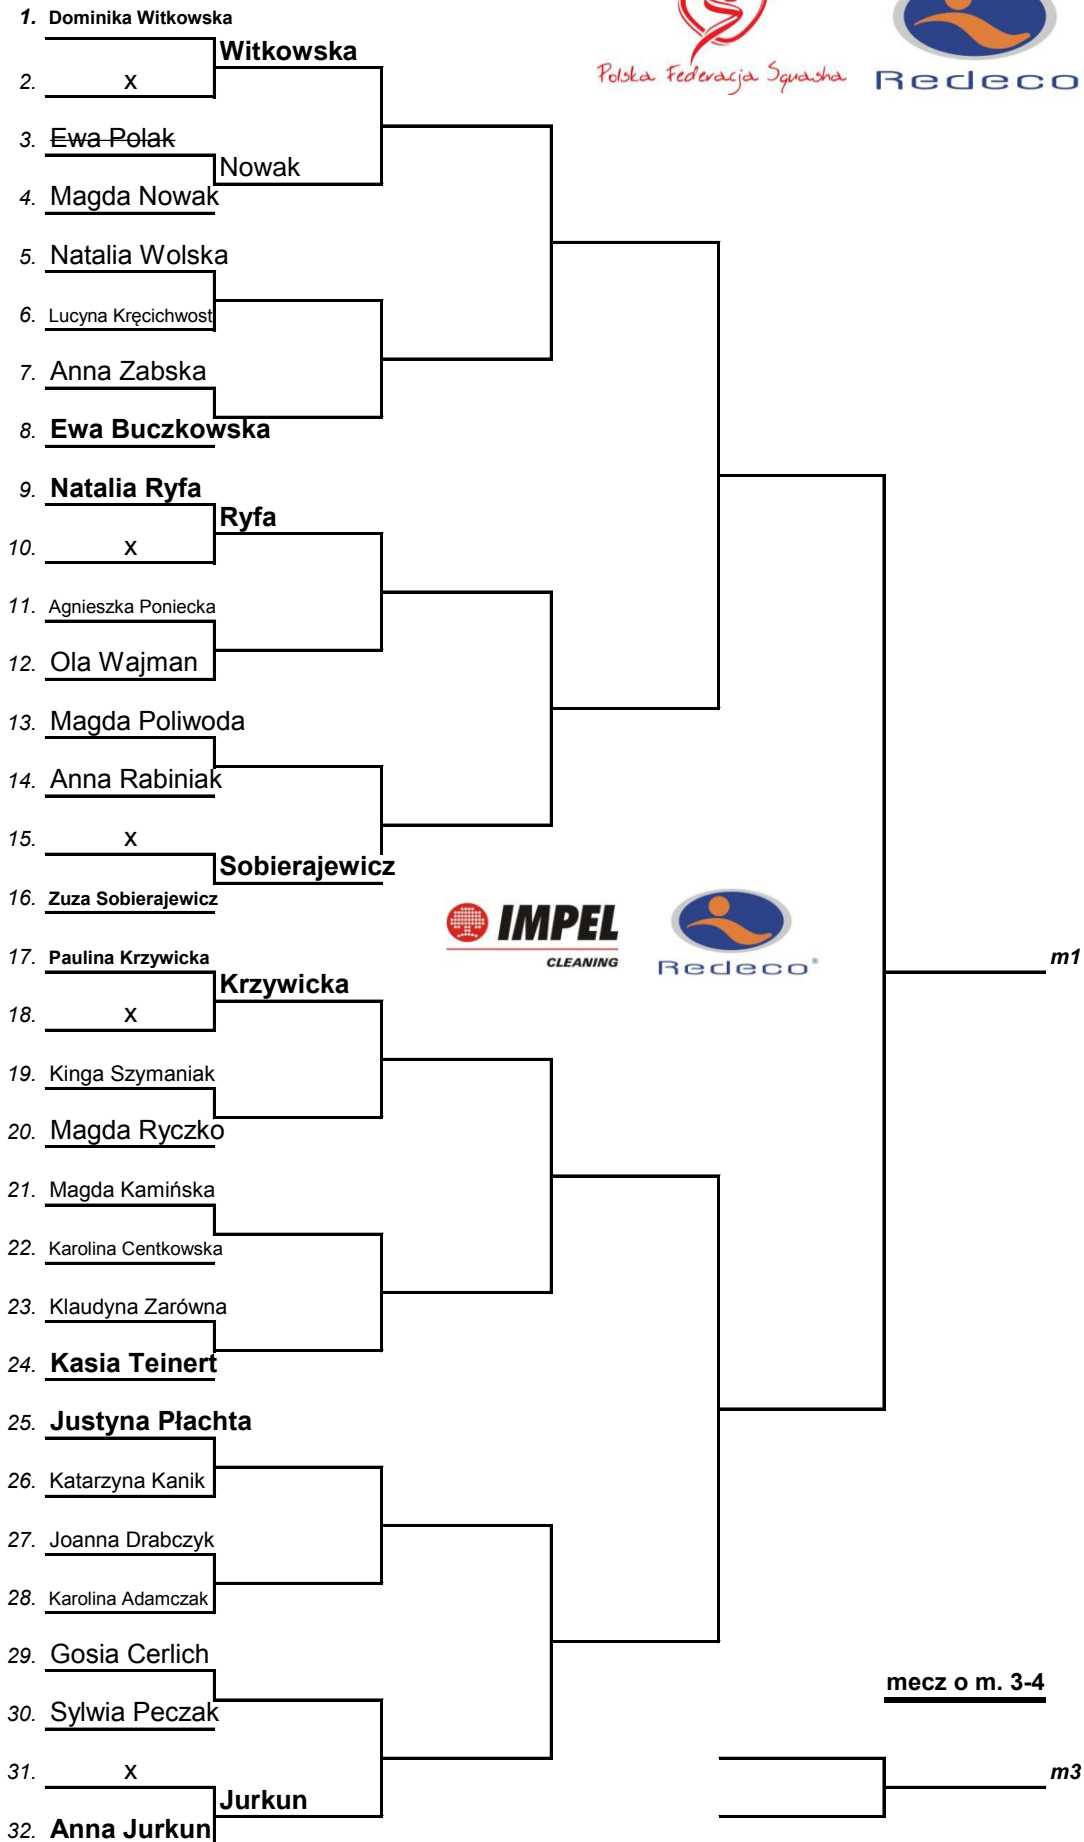 1. Dominika Witkowska
Witkowska
2. x
Polska Federacja Squasha
Redeco
3. Ewa Polak
Nowak
4. Magda Nowak
5. Natalia Wolska
6. Lucyna Kręcichwost
7. Anna Zabska
8. Ewa Buczkowska
9. Natalia Ryfa
Ryfa
10. x
11. Agnieszka Poniecka
12. Ola Wajman
13. Magda Poliwoda
14. Anna Rabiniak
15. x
Sobierajewicz
16. Zuza Sobierajewicz
IMPEL
CLEANING
Redeco®
17. Paulina Krzywicka
m1
Krzywicka
18. x
19. Kinga Szymaniak
20. Magda Ryczko
21. Magda Kamińska
22. Karolina Centkowska
23. Klaudyna Zarówna
24. Kasia Teinert
25. Justyna Płachta
26. Katarzyna Kanik
27. Joanna Drabczyk
28. Karolina Adamczak
29. Gosia Cerlich
mecz o m. 3-4
30. Sylwia Peczak
31. x
m3
Jurkun
32. Anna Jurkun